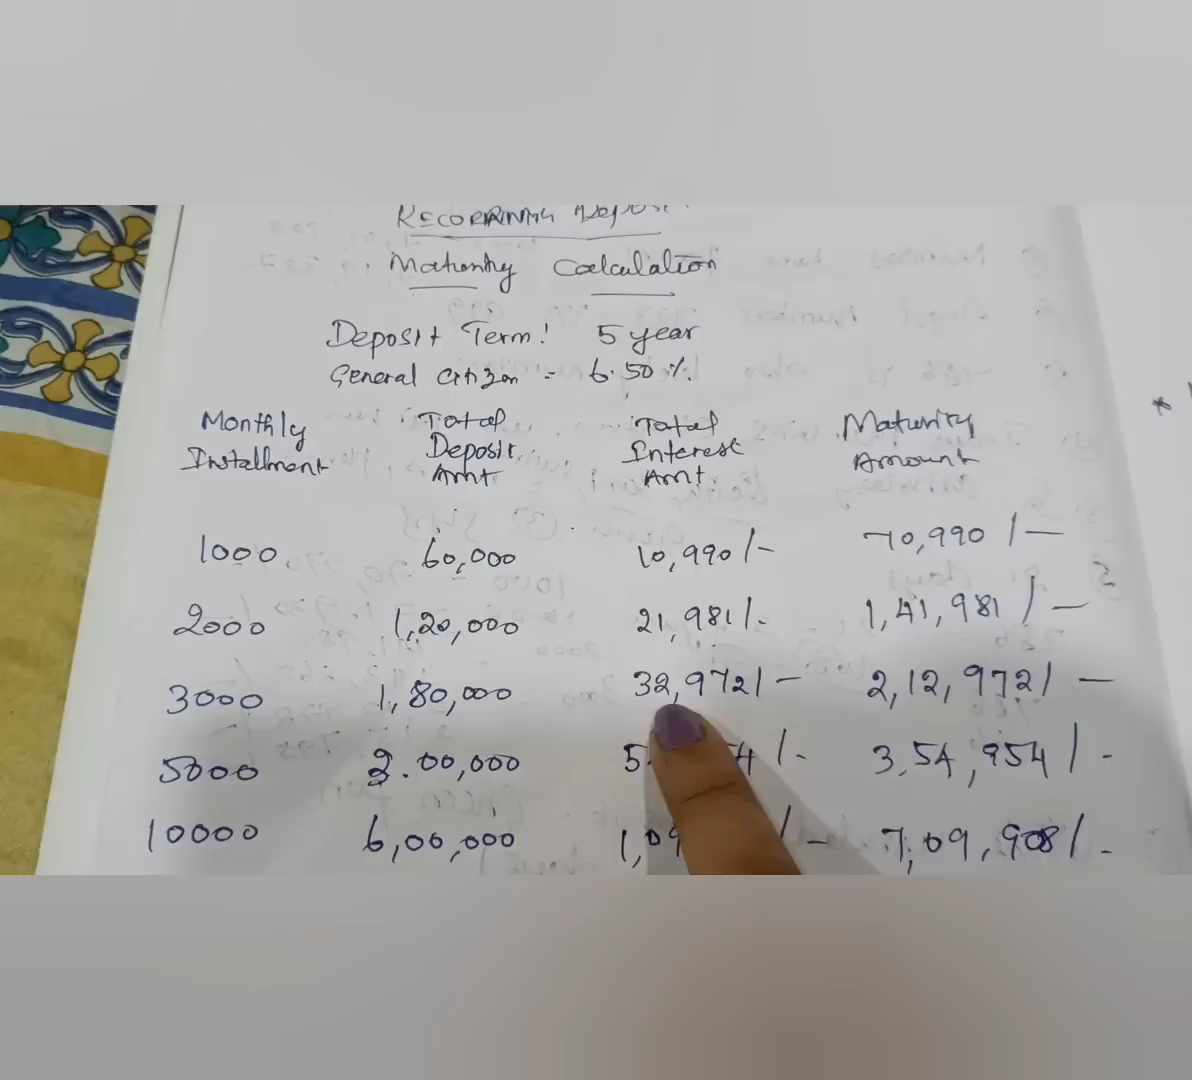 RECORRING Deposit
Maturity Calculation
Deposit Term! 5 year
General Citizen = 6.50 %.
Monthly Installment Total Deposit Amt Total Interest Amt. Maturity Amount
1000 60,000 10,990/- 70,990/-
2000 1,20,000 21,981/- 1,41,981/-
3000 1,80,000 32,972/- 2,12,972/-
5000 3.00,000 3,54,954/-
10000 6,00,000 7,09,908/-